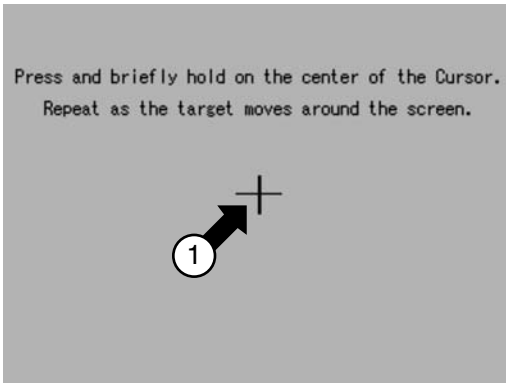 Press and briefly hold on the center of the Cursor.
Repeat as the target moves around the screen.
1